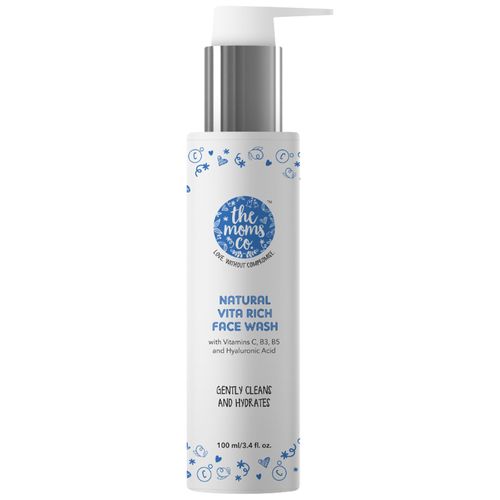 the
moms
co.
TM
LOVE. WITHOUT COMPROMISE.
NATURAL
VITA RICH
FACE WASH
with Vitamins C, B3, B5
and Hyaluronic Acid
GENTLY CLEANS
AND HYDRATES
100 ml/3.4 fl. oz.